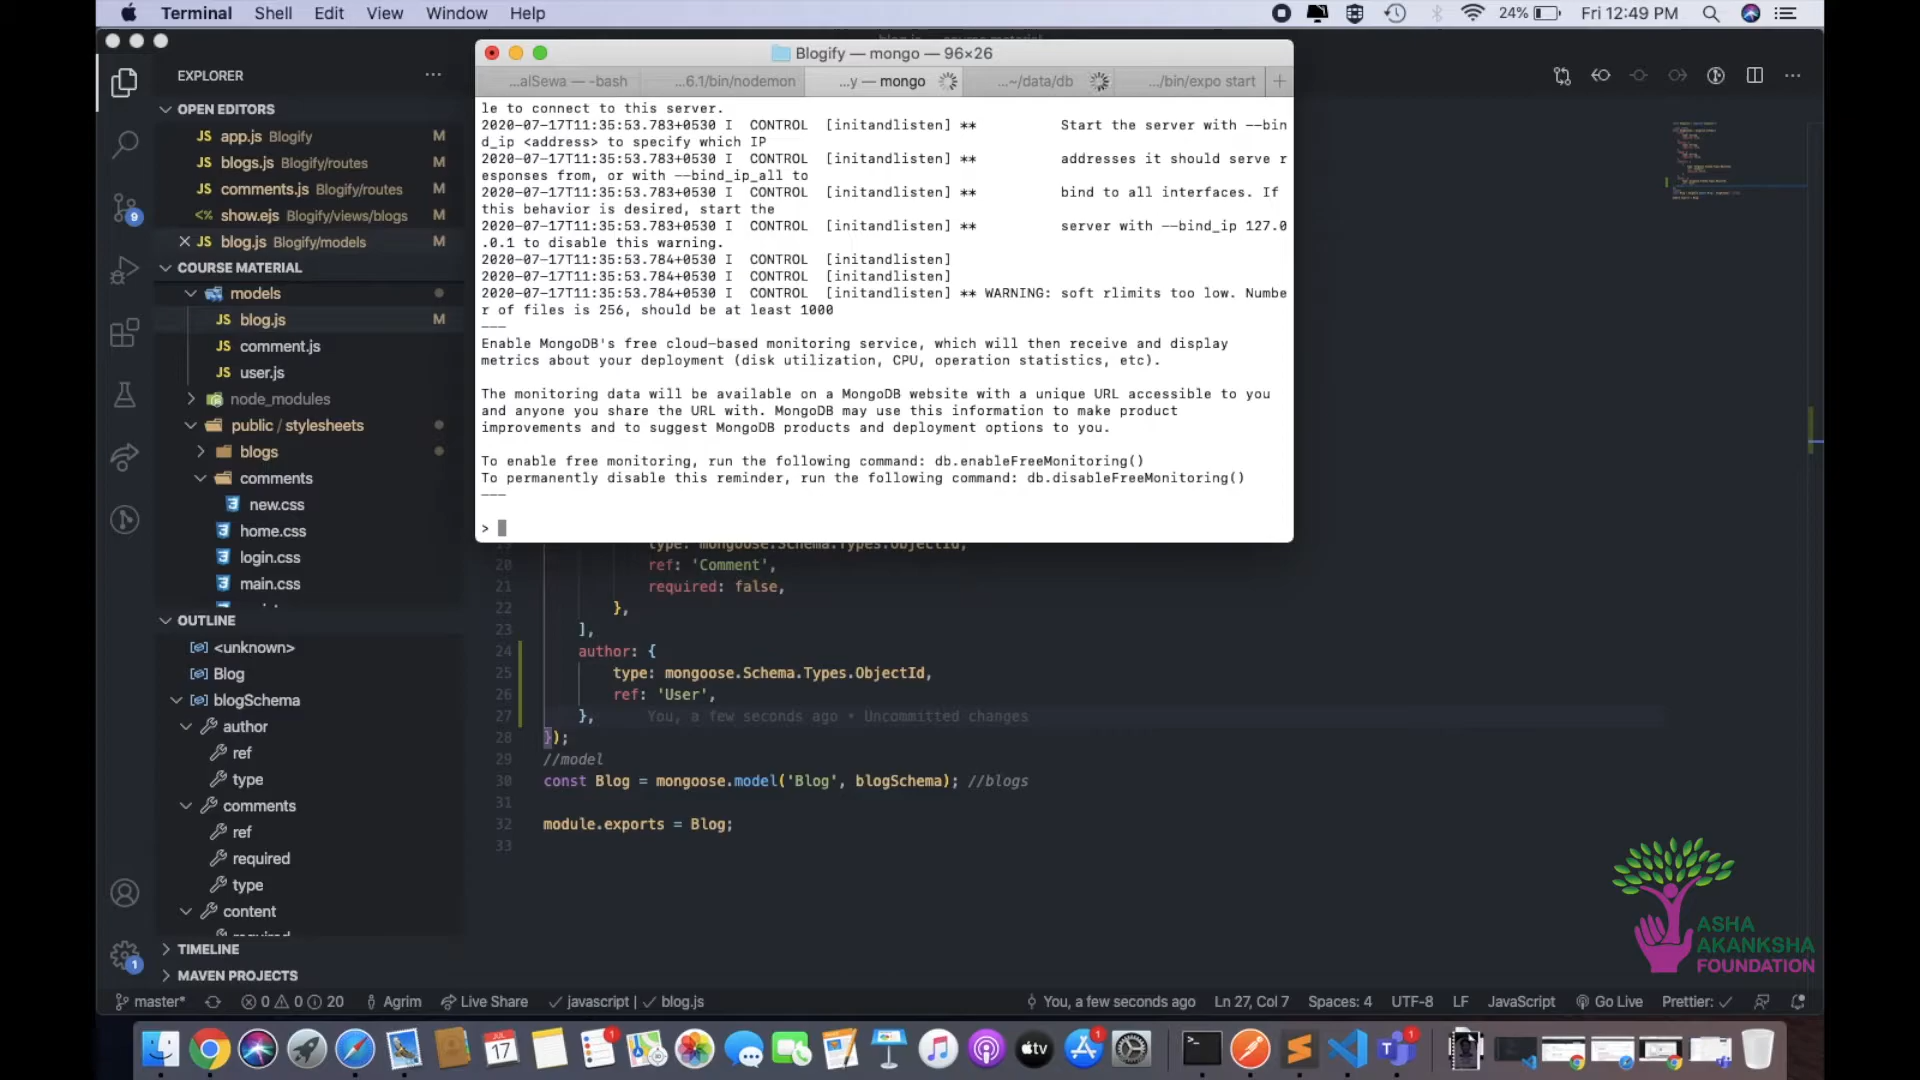 Terminal Shell Edit View Window Help
24% Fri 12:49 PM
Blogify — mongo — 96×26
...alSewa — -bash ...6.1/bin/nodemon ...y — mongo ...~/data/db .../bin/expo start +
le to connect to this server.
2020-07-17T11:35:53.783+0530 I  CONTROL  [initandlisten] **          Start the server with --bin
d_ip <address> to specify which IP
2020-07-17T11:35:53.783+0530 I  CONTROL  [initandlisten] **          addresses it should serve r
esponses from, or with --bind_ip_all to
2020-07-17T11:35:53.783+0530 I  CONTROL  [initandlisten] **          bind to all interfaces. If
this behavior is desired, start the
2020-07-17T11:35:53.783+0530 I  CONTROL  [initandlisten] **          server with --bind_ip 127.0
.0.1 to disable this warning.
2020-07-17T11:35:53.784+0530 I  CONTROL  [initandlisten]
2020-07-17T11:35:53.784+0530 I  CONTROL  [initandlisten]
2020-07-17T11:35:53.784+0530 I  CONTROL  [initandlisten] ** WARNING: soft rlimits too low. Numbe
r of files is 256, should be at least 1000
---
Enable MongoDB's free cloud-based monitoring service, which will then receive and display
metrics about your deployment (disk utilization, CPU, operation statistics, etc).
The monitoring data will be available on a MongoDB website with a unique URL accessible to you
and anyone you share the URL with. MongoDB may use this information to make product
improvements and to suggest MongoDB products and deployment options to you.
To enable free monitoring, run the following command: db.enableFreeMonitoring()
To permanently disable this reminder, run the following command: db.disableFreeMonitoring()
---
>
EXPLORER
OPEN EDITORS
JS app.js Blogify M
JS blogs.js Blogify/routes M
JS comments.js Blogify/routes M
<% show.ejs Blogify/views/blogs M
JS blog.js Blogify/models M
COURSE MATERIAL
models
JS blog.js M
JS comment.js
JS user.js
node_modules
public / stylesheets
blogs
comments
new.css
home.css
login.css
main.css
OUTLINE
<unknown>
Blog
blogSchema
author
ref
type
comments
ref
required
type
content
required
TIMELINE
MAVEN PROJECTS
9
1
type: mongoose.Schema.Types.ObjectId,
20 ref: 'Comment',
21 required: false,
22 },
23 ],
24 author: {
25 type: mongoose.Schema.Types.ObjectId,
26 ref: 'User',
27 }, You, a few seconds ago • Uncommitted changes
28 });
29 //model
30 const Blog = mongoose.model('Blog', blogSchema); //blogs
31
32 module.exports = Blog;
33
ASHA
AKANKSHA
FOUNDATION
master* 0 0 20 Agrim Live Share javascript | blog.js You, a few seconds ago Ln 27, Col 7 Spaces: 4 UTF-8 LF JavaScript Go Live Prettier:
JUL 17 1 tv 1 1